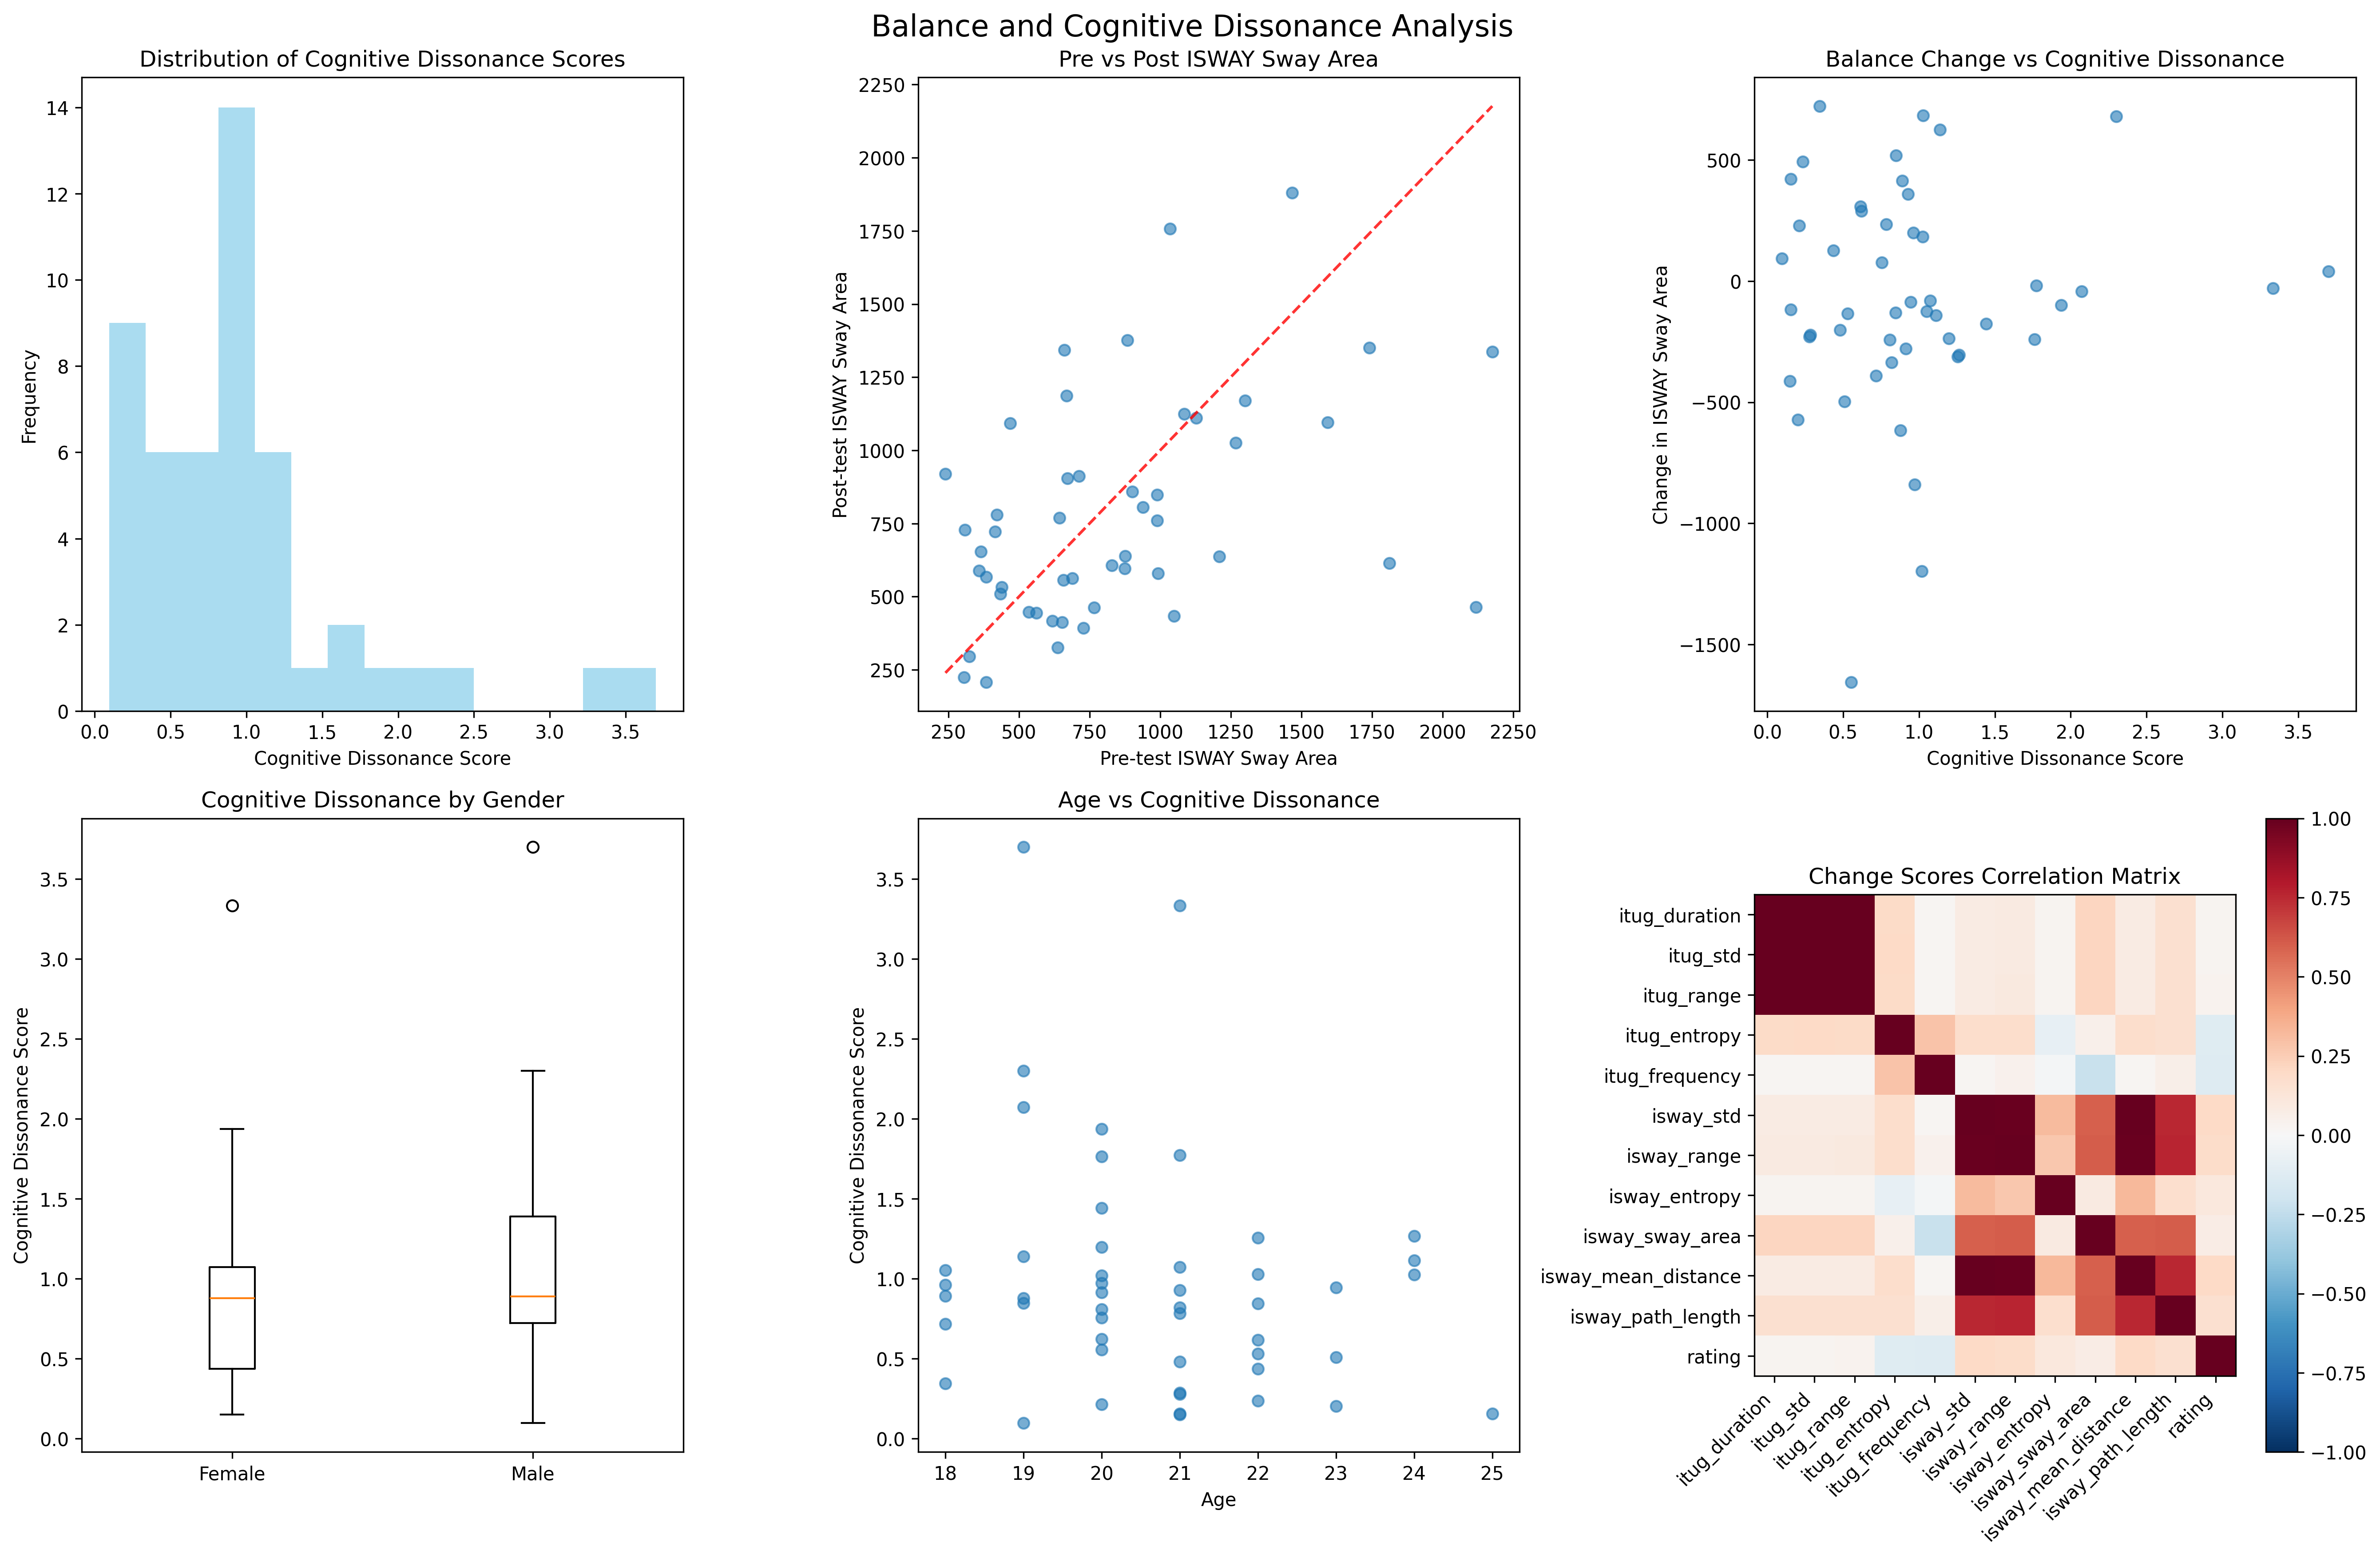 Balance and Cognitive Dissonance Analysis
Distribution of Cognitive Dissonance Scores
14
12
10
8
6
4
2
0
Frequency
0.0 0.5 1.0 1.5 2.0 2.5 3.0 3.5
Cognitive Dissonance Score
Pre vs Post ISWAY Sway Area
2250
2000
1750
1500
1250
1000
750
500
250
Post-test ISWAY Sway Area
250 500 750 1000 1250 1500 1750 2000 2250
Pre-test ISWAY Sway Area
Balance Change vs Cognitive Dissonance
500
0
−500
−1000
−1500
Change in ISWAY Sway Area
0.0 0.5 1.0 1.5 2.0 2.5 3.0 3.5
Cognitive Dissonance Score
Cognitive Dissonance by Gender
3.5
3.0
2.5
2.0
1.5
1.0
0.5
0.0
Cognitive Dissonance Score
Female Male
Age vs Cognitive Dissonance
3.5
3.0
2.5
2.0
1.5
1.0
0.5
0.0
Cognitive Dissonance Score
18 19 20 21 22 23 24 25
Age
Change Scores Correlation Matrix
itug_duration
itug_std
itug_range
itug_entropy
itug_frequency
isway_std
isway_range
isway_entropy
isway_sway_area
isway_mean_distance
isway_path_length
rating
itug_duration
itug_std
itug_range
itug_entropy
itug_frequency
isway_std
isway_range
isway_entropy
isway_sway_area
isway_mean_distance
isway_path_length
rating
1.00
0.75
0.50
0.25
0.00
−0.25
−0.50
−0.75
−1.00